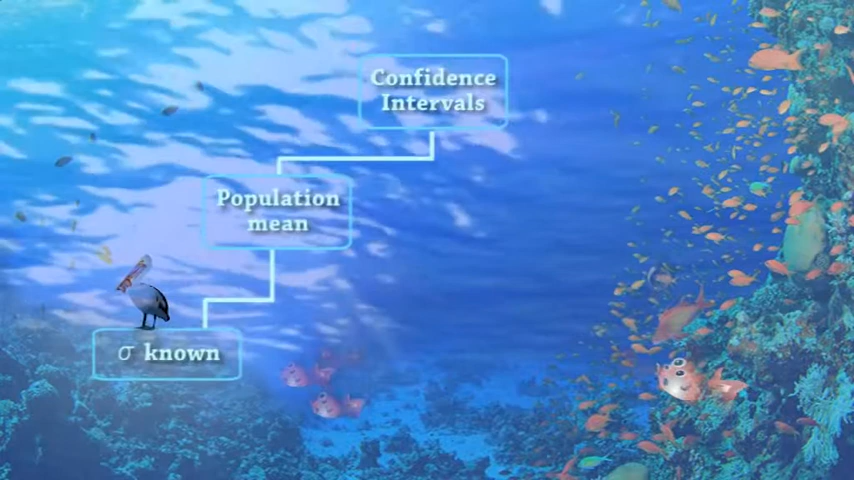 Confidence
Intervals
Population
mean
σ known